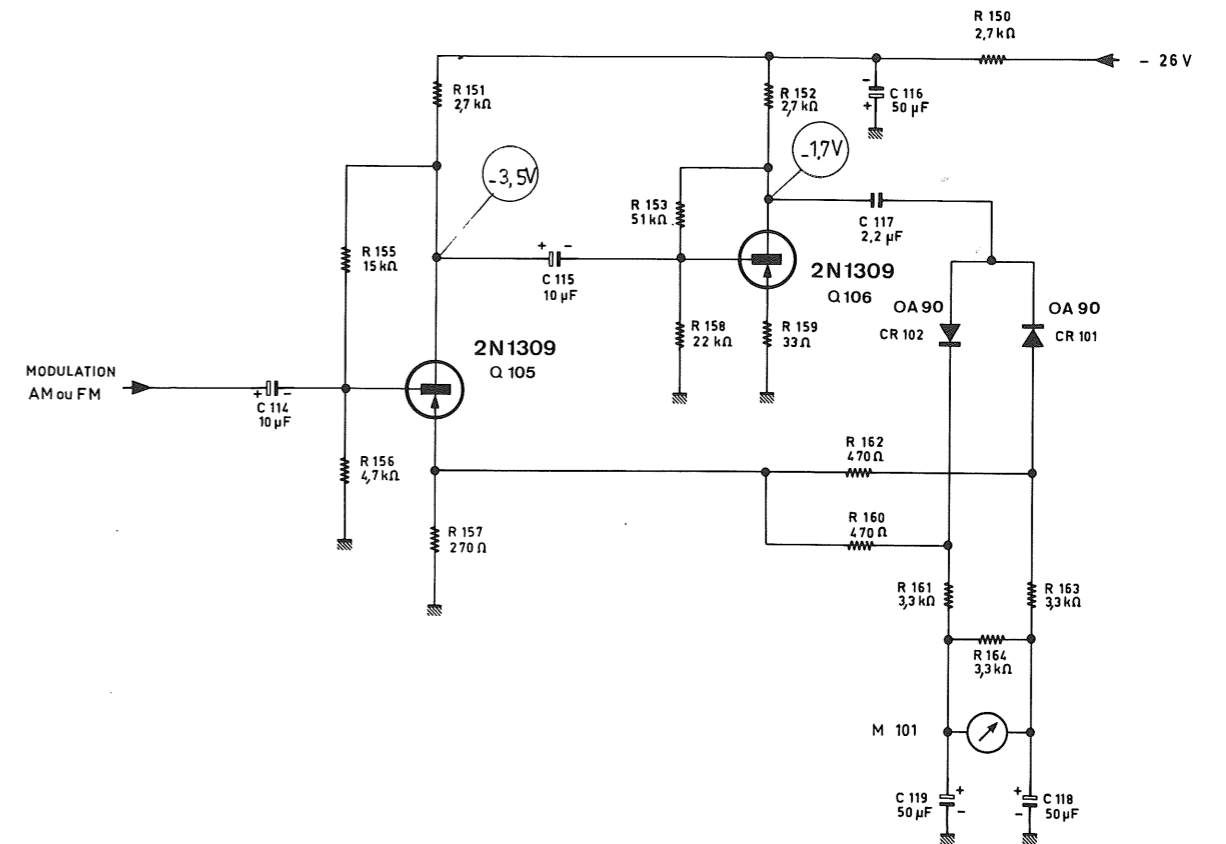 R 150
2,7 kΩ
- 26 V
R 151
2,7 kΩ
R 152
2,7 kΩ
-
C 116
+
50 µF
-1,7V
-3,5V
R 153
51 kΩ
C 117
2,2 µF
R 155
15 kΩ
+ -
C 115
10 µF
2N1309
Q 106
OA 90
CR 102
OA 90
CR 101
R 158
22 kΩ
R 159
33 Ω
2N1309
Q 105
MODULATION
AM ou FM
+ -
C 114
10 µF
R 156
4,7 kΩ
R 162
470 Ω
R 160
470 Ω
R 157
270 Ω
R 161
3,3 kΩ
R 163
3,3 kΩ
R 164
3,3 kΩ
M 101
C 119
50 µF
+
-
+
-
C 118
50 µF